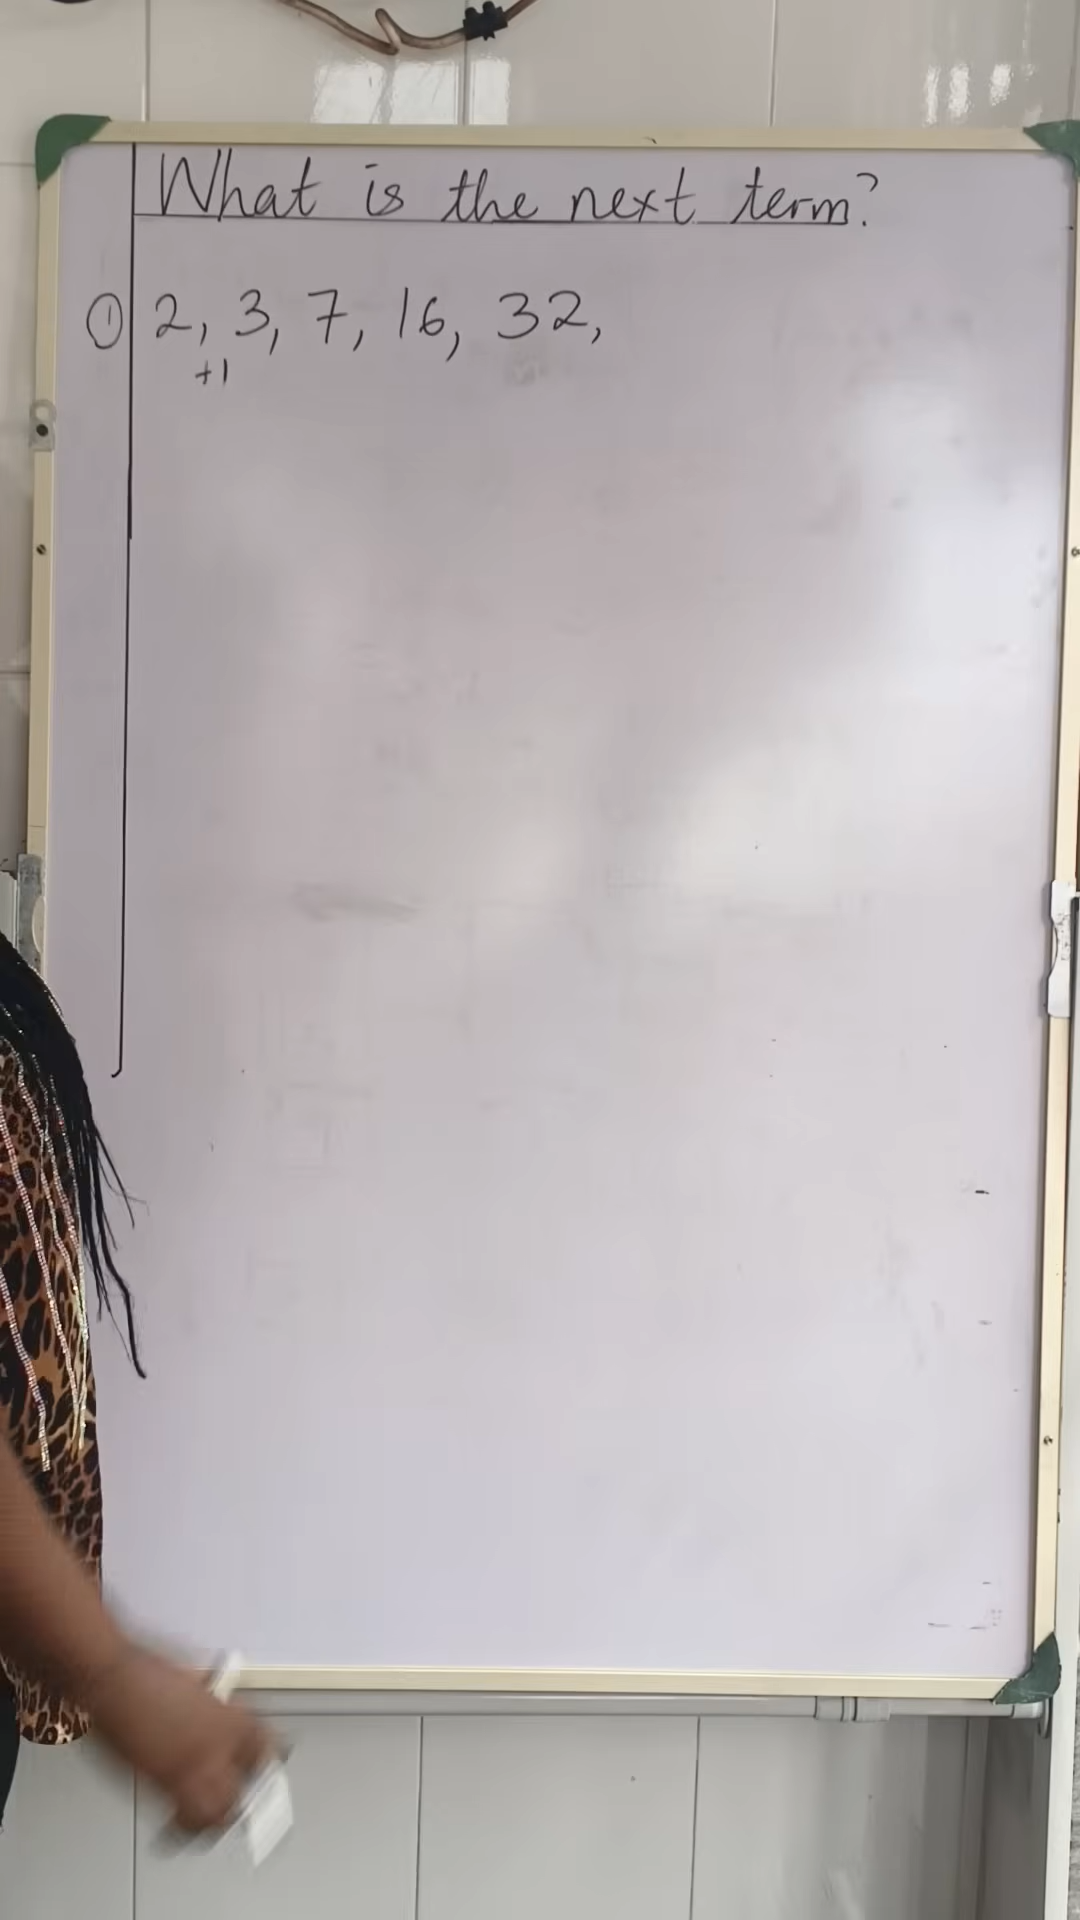 What is the next term?
① 2, 3, 7, 16, 32,
+1